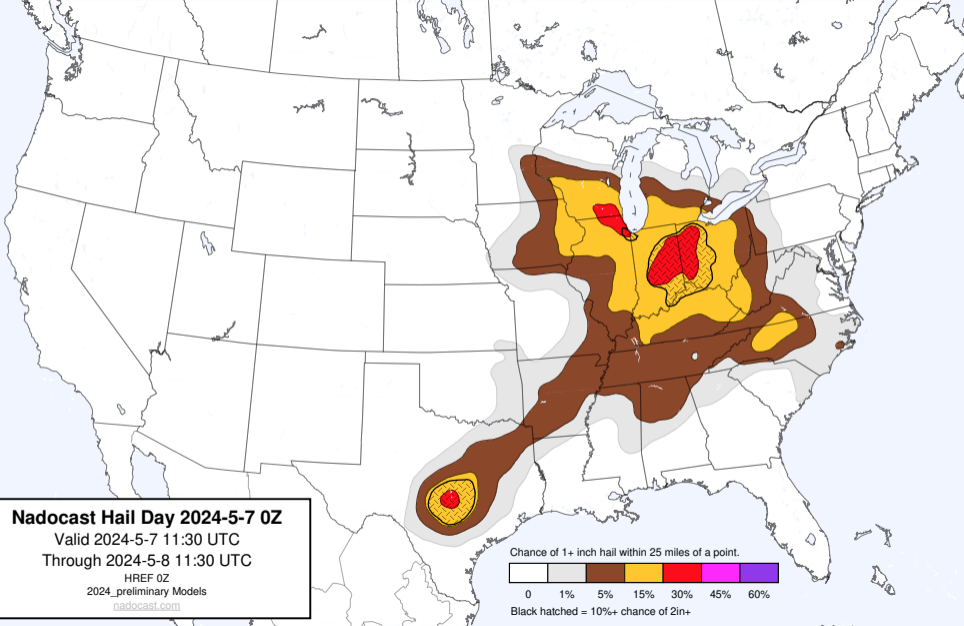 Nadocast Hail Day 2024-5-7 0Z
Valid 2024-5-7 11:30 UTC
Through 2024-5-8 11:30 UTC
HREF 0Z
2024_preliminary Models
nadocast.com
Chance of 1+ inch hail within 25 miles of a point.
0 1% 5% 15% 30% 45% 60%
Black hatched = 10%+ chance of 2in+